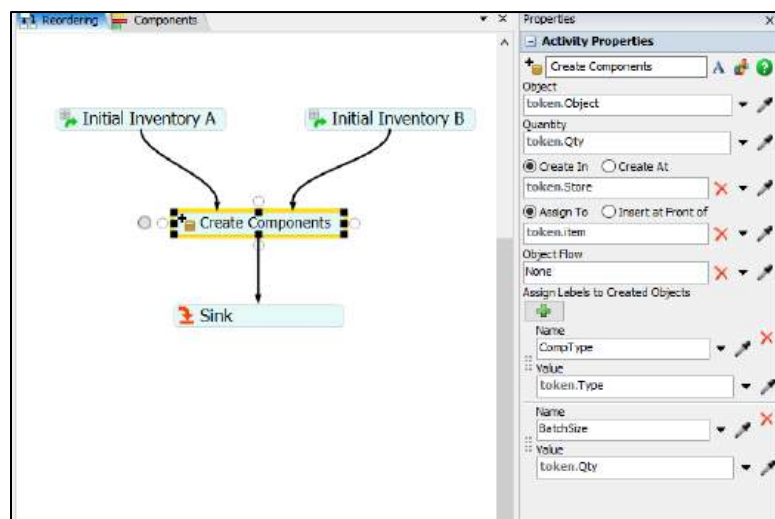 Reordering
Components
Initial Inventory A
Initial Inventory B
Create Components
Sink
Properties
Activity Properties
Create Components
Object
token.Object
Quantity
token.Qty
Create In Create At
token.Store
Assign To Insert at Front of
token.item
Object Flow
None
Assign Labels to Created Objects
Name
CompType
Value
token.Type
Name
BatchSize
Value
token.Qty